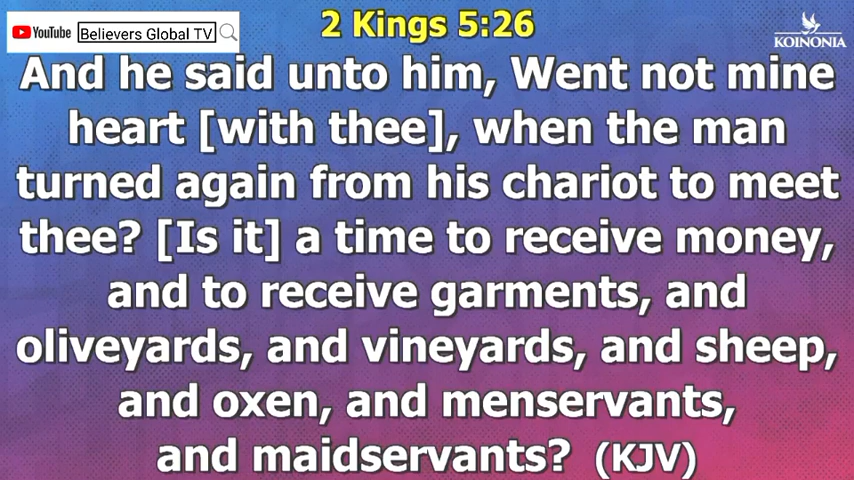 YouTube Believers Global TV
2 Kings 5:26
KOINONIA
And he said unto him, Went not mine
heart [with thee], when the man
turned again from his chariot to meet
thee? [Is it] a time to receive money,
and to receive garments, and
oliveyards, and vineyards, and sheep,
and oxen, and menservants,
and maidservants? (KJV)